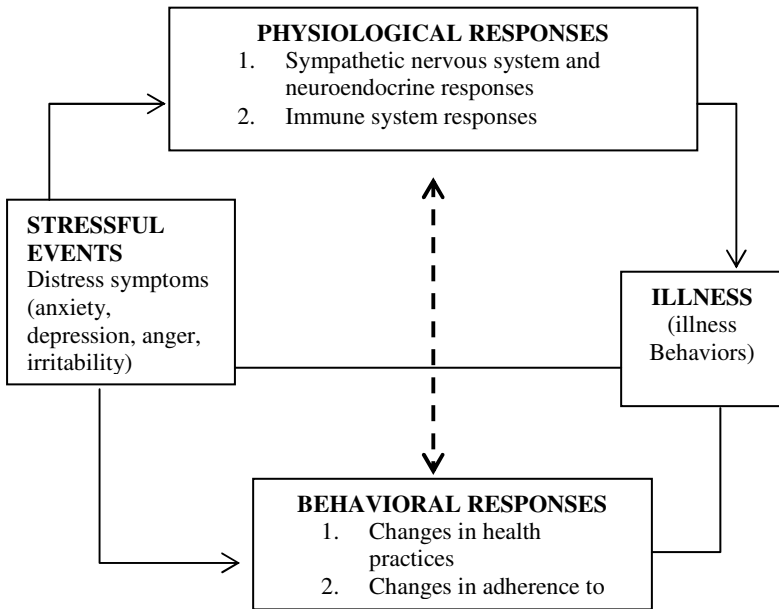 PHYSIOLOGICAL RESPONSES
1. Sympathetic nervous system and
neuroendocrine responses
2. Immune system responses
STRESSFUL
EVENTS
Distress symptoms
(anxiety,
depression, anger,
irritability)
ILLNESS
(illness
Behaviors)
BEHAVIORAL RESPONSES
1. Changes in health
practices
2. Changes in adherence to